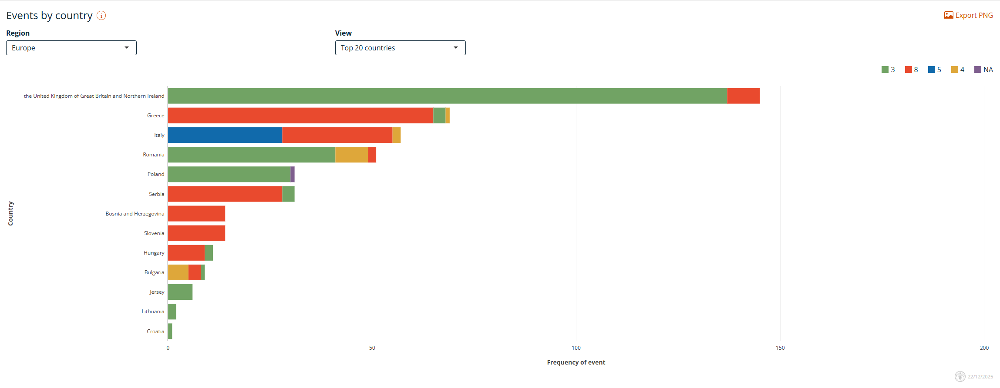 Events by country
Export PNG
Region
View
Europe
Top 20 countries
3 8 5 4 NA
the United Kingdom of Great Britain and Northern Ireland
Greece
Italy
Romania
Poland
Serbia
Bosnia and Herzegovina
Slovenia
Hungary
Bulgaria
Jersey
Lithuania
Croatia
Country
0 50 100 150 200
Frequency of event
22/12/2025